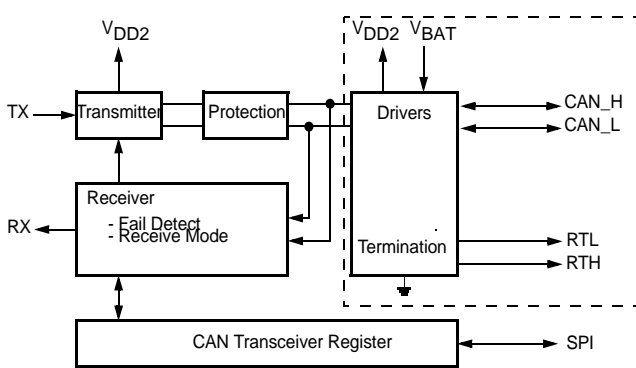 VDD2
VDD2
VBAT
TX
Transmitter
Protection
Drivers
CAN_H
CAN_L
Receiver
- Fail Detect
- Receive Mode
RX
Termination
RTL
RTH
CAN Transceiver Register
SPI